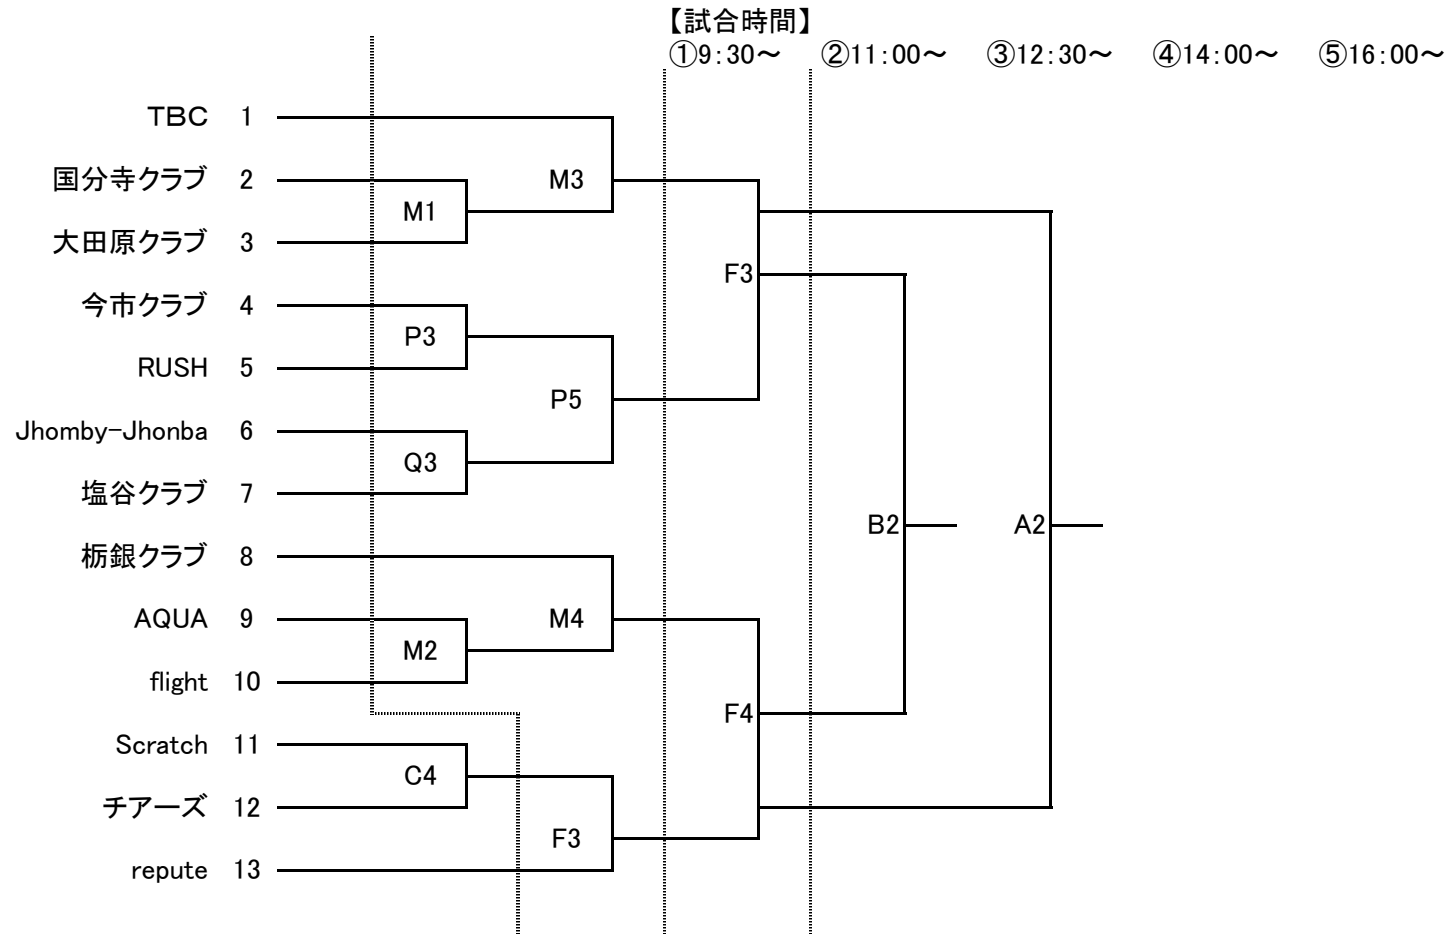 【試合時間】
①9:30～ ②11:00～ ③12:30～ ④14:00～ ⑤16:00～
TBC 1
国分寺クラブ 2
M3
M1
大田原クラブ 3
F3
今市クラブ 4
P3
RUSH 5
P5
Jhomby-Jhonba 6
Q3
塩谷クラブ 7
B2 A2
栃銀クラブ 8
AQUA 9
M4
M2
flight 10
F4
Scratch 11
C4
チアーズ 12
F3
repute 13